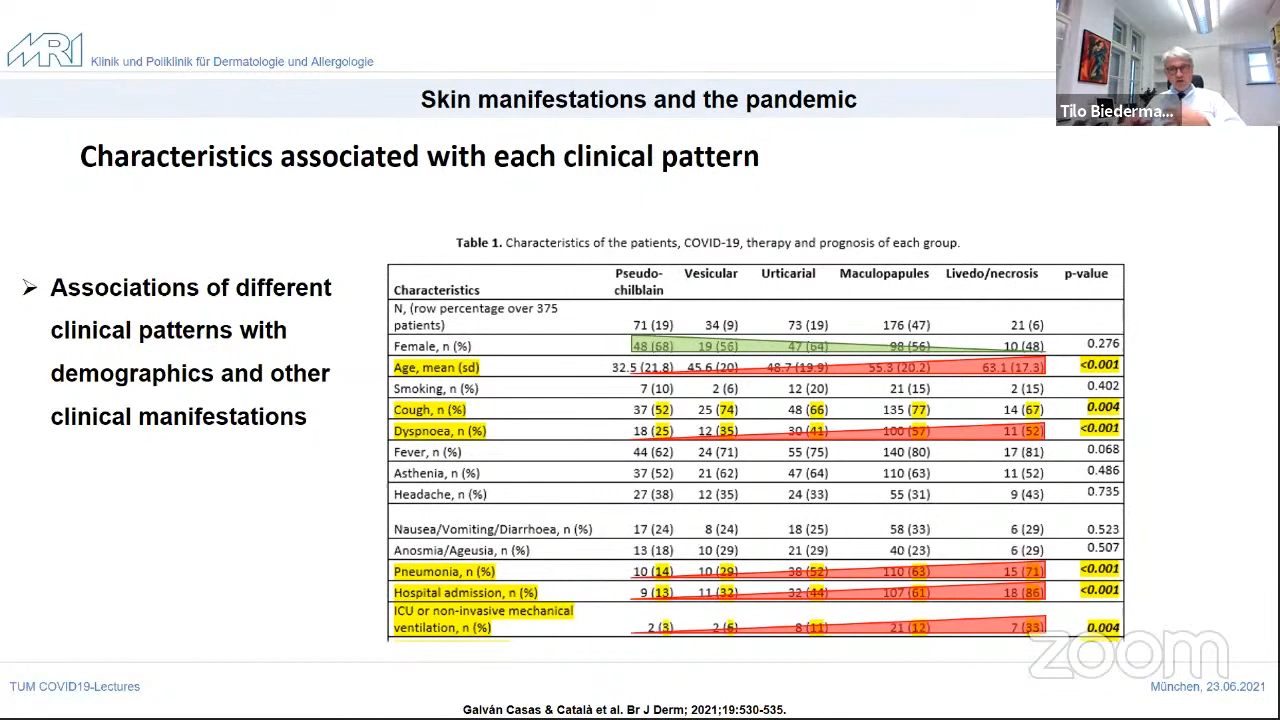 MRI Klinik und Poliklinik für Dermatologie und Allergologie
Tilo Biederma...
Skin manifestations and the pandemic
Characteristics associated with each clinical pattern
➢ Associations of different
clinical patterns with
demographics and other
clinical manifestations
Table 1. Characteristics of the patients, COVID-19, therapy and prognosis of each group.
Characteristics Pseudo- Vesicular Urticarial Maculopapules Livedo/necrosis p-value
chilblain
N, (row percentage over 375
patients) 71 (19) 34 (9) 73 (19) 176 (47) 21 (6)
Female, n (%) 48 (68) 19 (56) 47 (64) 98 (56) 10 (48) 0.276
Age, mean (sd) 32.5 (21.8) 45.6 (20) 48.7 (19.9) 55.3 (20.2) 63.1 (17.3) <0.001
Smoking, n (%) 7 (10) 2 (6) 12 (20) 21 (15) 2 (15) 0.402
Cough, n (%) 37 (52) 25 (74) 48 (66) 135 (77) 14 (67) 0.004
Dyspnoea, n (%) 18 (25) 12 (35) 30 (41) 100 (57) 11 (52) <0.001
Fever, n (%) 44 (62) 24 (71) 55 (75) 140 (80) 17 (81) 0.068
Asthenia, n (%) 37 (52) 21 (62) 47 (64) 110 (63) 11 (52) 0.486
Headache, n (%) 27 (38) 12 (35) 24 (33) 55 (31) 9 (43) 0.735
Nausea/Vomiting/Diarrhoea, n (%) 17 (24) 8 (24) 18 (25) 58 (33) 6 (29) 0.523
Anosmia/Ageusia, n (%) 13 (18) 10 (29) 21 (29) 40 (23) 6 (29) 0.507
Pneumonia, n (%) 10 (14) 10 (29) 38 (52) 110 (63) 15 (71) <0.001
Hospital admission, n (%) 9 (13) 11 (32) 32 (44) 107 (61) 18 (86) <0.001
ICU or non-invasive mechanical
ventilation, n (%) 2 (3) 2 (6) 8 (11) 21 (12) 7 (33) 0.004
zoom
TUM COVID19-Lectures
München, 23.06.2021
Galván Casas & Català et al. Br J Derm; 2021;19:530-535.